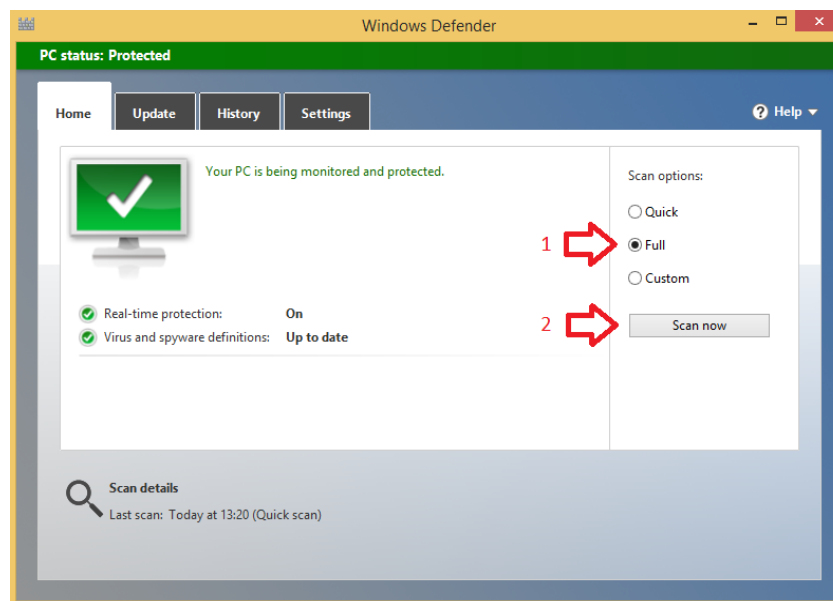 Windows Defender
PC status: Protected
Home
Update
History
Settings
? Help
Your PC is being monitored and protected.
Real-time protection: On
Virus and spyware definitions: Up to date
Scan options:
Quick
1
Full
Custom
2
Scan now
Scan details
Last scan: Today at 13:20 (Quick scan)